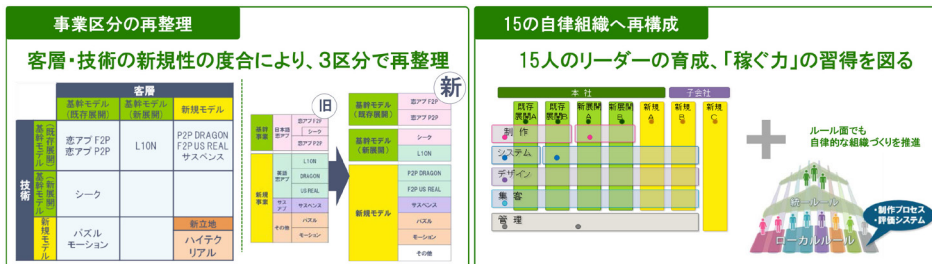 事業区分の再整理
客層・技術の新規性の度合により、3区分で再整理
客層
基幹モデル
(既存展開)
基幹モデル
(新展開)
新規モデル
技術
基幹モデル
(既存展開)
恋アプ F2P
恋アプ P2P
L10N
P2P DRAGON
F2P US REAL
サスペンス
基幹モデル
(新展開)
シーク
新規モデル
パズル
モーション
新立地
ハイテク
リアル
旧
基幹
事業
日本語
恋アプ
恋アプF2P
シーク
恋アプP2P
新規
事業
英語
恋アプ
L10N
DRAGON
US REAL
サスアプ
サスペンス
その他
パズル
モーション
新
基幹モデル
(既存展開)
恋アプ F2P
恋アプ P2P
基幹モデル
(新展開)
シーク
L10N
新規モデル
P2P DRAGON
F2P US REAL
サスペンス
パズル
モーション
その他
15の自律組織へ再構成
15人のリーダーの育成、「稼ぐ力」の習得を図る
本社
子会社
既存展開A
既存展開B
新展開A
新展開B
新規A
新規B
新規C
制作
システム
デザイン
集客
管理
ルール面でも
自律的な組織づくりを推進
統一ルール
ローカルルール
・制作プロセス
・評価システム